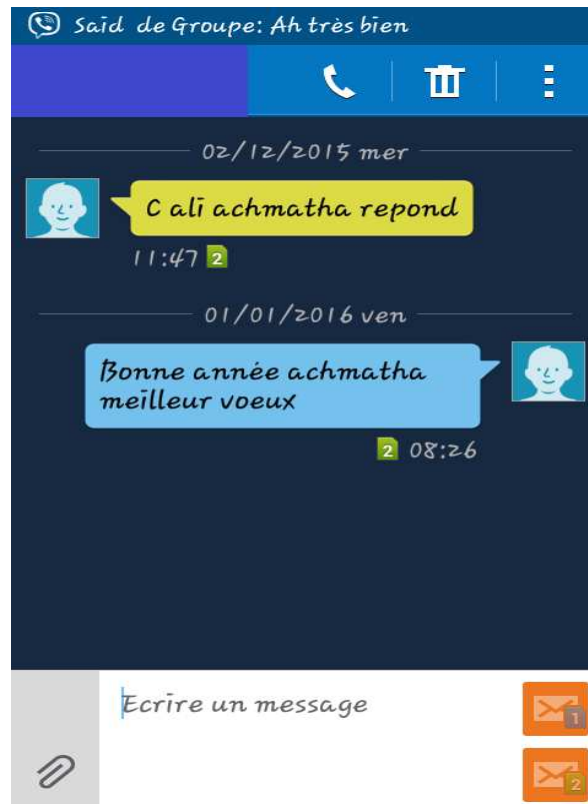 Saïd de Groupe: Ah très bien
02/12/2015 mer
C ali achmatha repond
11:47 2
01/01/2016 ven
Bonne année achmatha
meilleur voeux
2 08:26
Ecrire un message
1
2